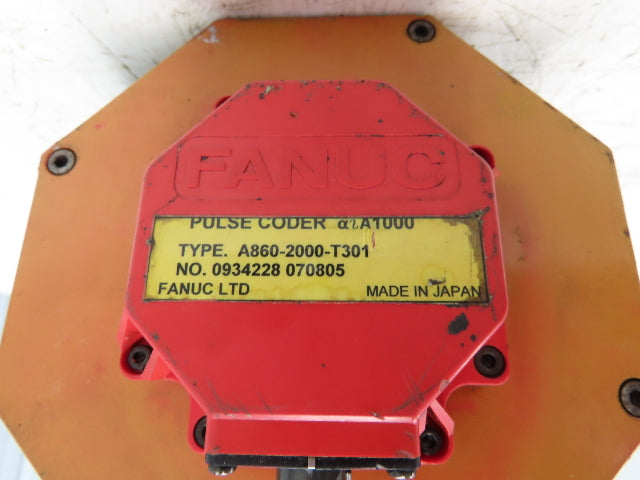 FANUC
PULSE CODER αiA1000
TYPE. A860-2000-T301
NO. 0934228 070805
FANUC LTD MADE IN JAPAN